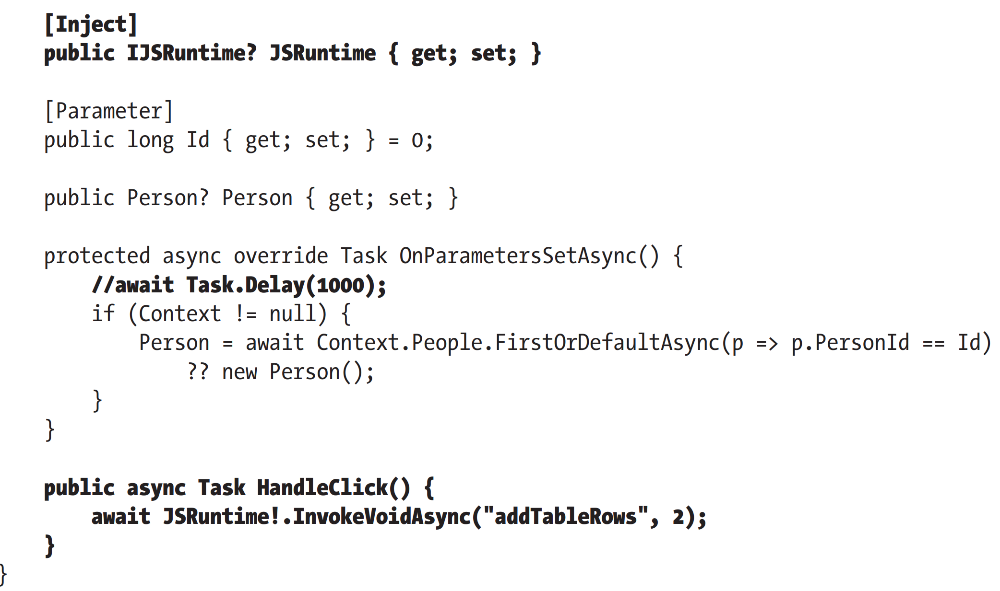 [Inject]
public IJSRuntime? JSRuntime { get; set; }
[Parameter]
public long Id { get; set; } = 0;
public Person? Person { get; set; }
protected async override Task OnParametersSetAsync() {
//await Task.Delay(1000);
if (Context != null) {
Person = await Context.People.FirstOrDefaultAsync(p => p.PersonId == Id)
?? new Person();
}
}
public async Task HandleClick() {
await JSRuntime!.InvokeVoidAsync("addTableRows", 2);
}
}